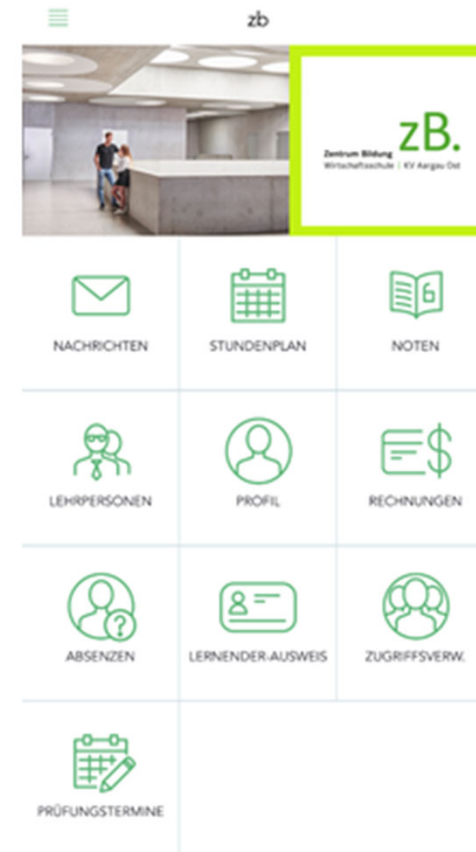 zb
zB.
Zentrum Bildung
Wirtschaftsschule | KV Aargau Ost
NACHRICHTEN
STUNDENPLAN
NOTEN
6
LEHRPERSONEN
PROFIL
RECHNUNGEN
$
ABSENZEN
?
LERNENDER-AUSWEIS
ZUGRIFFSVERW.
PRÜFUNGSTERMINE